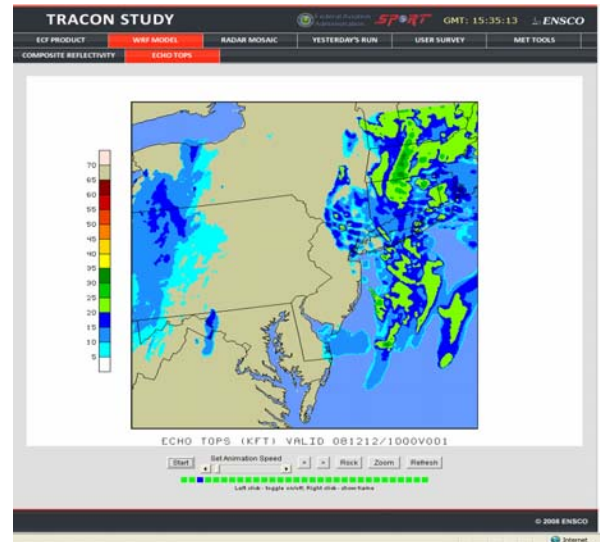 TRACON STUDY
Federal Aviation Administration SPoRT GMT: 15:35:13 ENSCO
ECF PRODUCT WRF MODEL RADAR MOSAIC YESTERDAY'S RUN USER SURVEY MET TOOLS
COMPOSITE REFLECTIVITY ECHO TOPS
70
65
60
55
50
45
40
35
30
25
20
15
10
5
ECHO TOPS (KFT) VALID 081212/1000V001
Start Set Animation Speed < > Rock Zoom Refresh
Left click - toggle on/off; Right click - show frame
© 2008 ENSCO
Internet